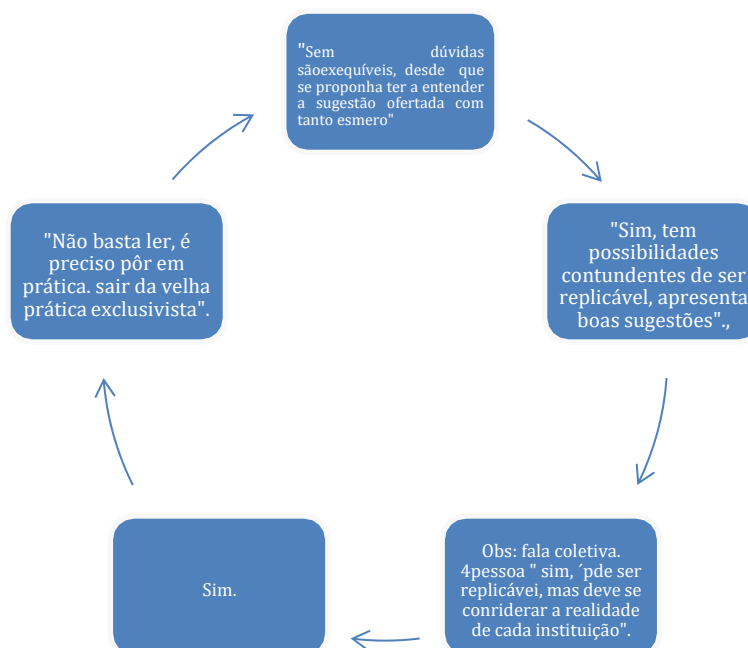 "Sem dúvidas
sãoexequíveis, desde que
se proponha ter a entender
a sugestão ofertada com
tanto esmero"
"Sim, tem
possibilidades
contundentes de ser
replicável, apresenta
boas sugestões".,
Obs: fala coletiva.
4pessoa " sim, ´pde ser
replicávei, mas deve se
conriderar a realidade
de cada instituição".
Sim.
"Não basta ler, é
preciso pôr em
prática. sair da velha
prática exclusivista".